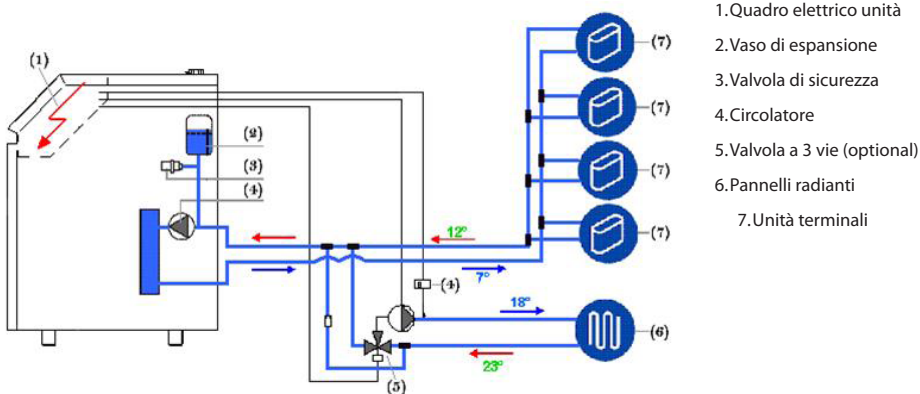 1.Quadro elettrico unità
2.Vaso di espansione
3.Valvola di sicurezza
4.Circolatore
5.Valvola a 3 vie (optional)
6.Pannelli radianti
7.Unità terminali
(1)
(2)
(3)
(4)
(7)
(7)
(7)
(7)
12°
7°
(4)
18°
(6)
23°
(5)